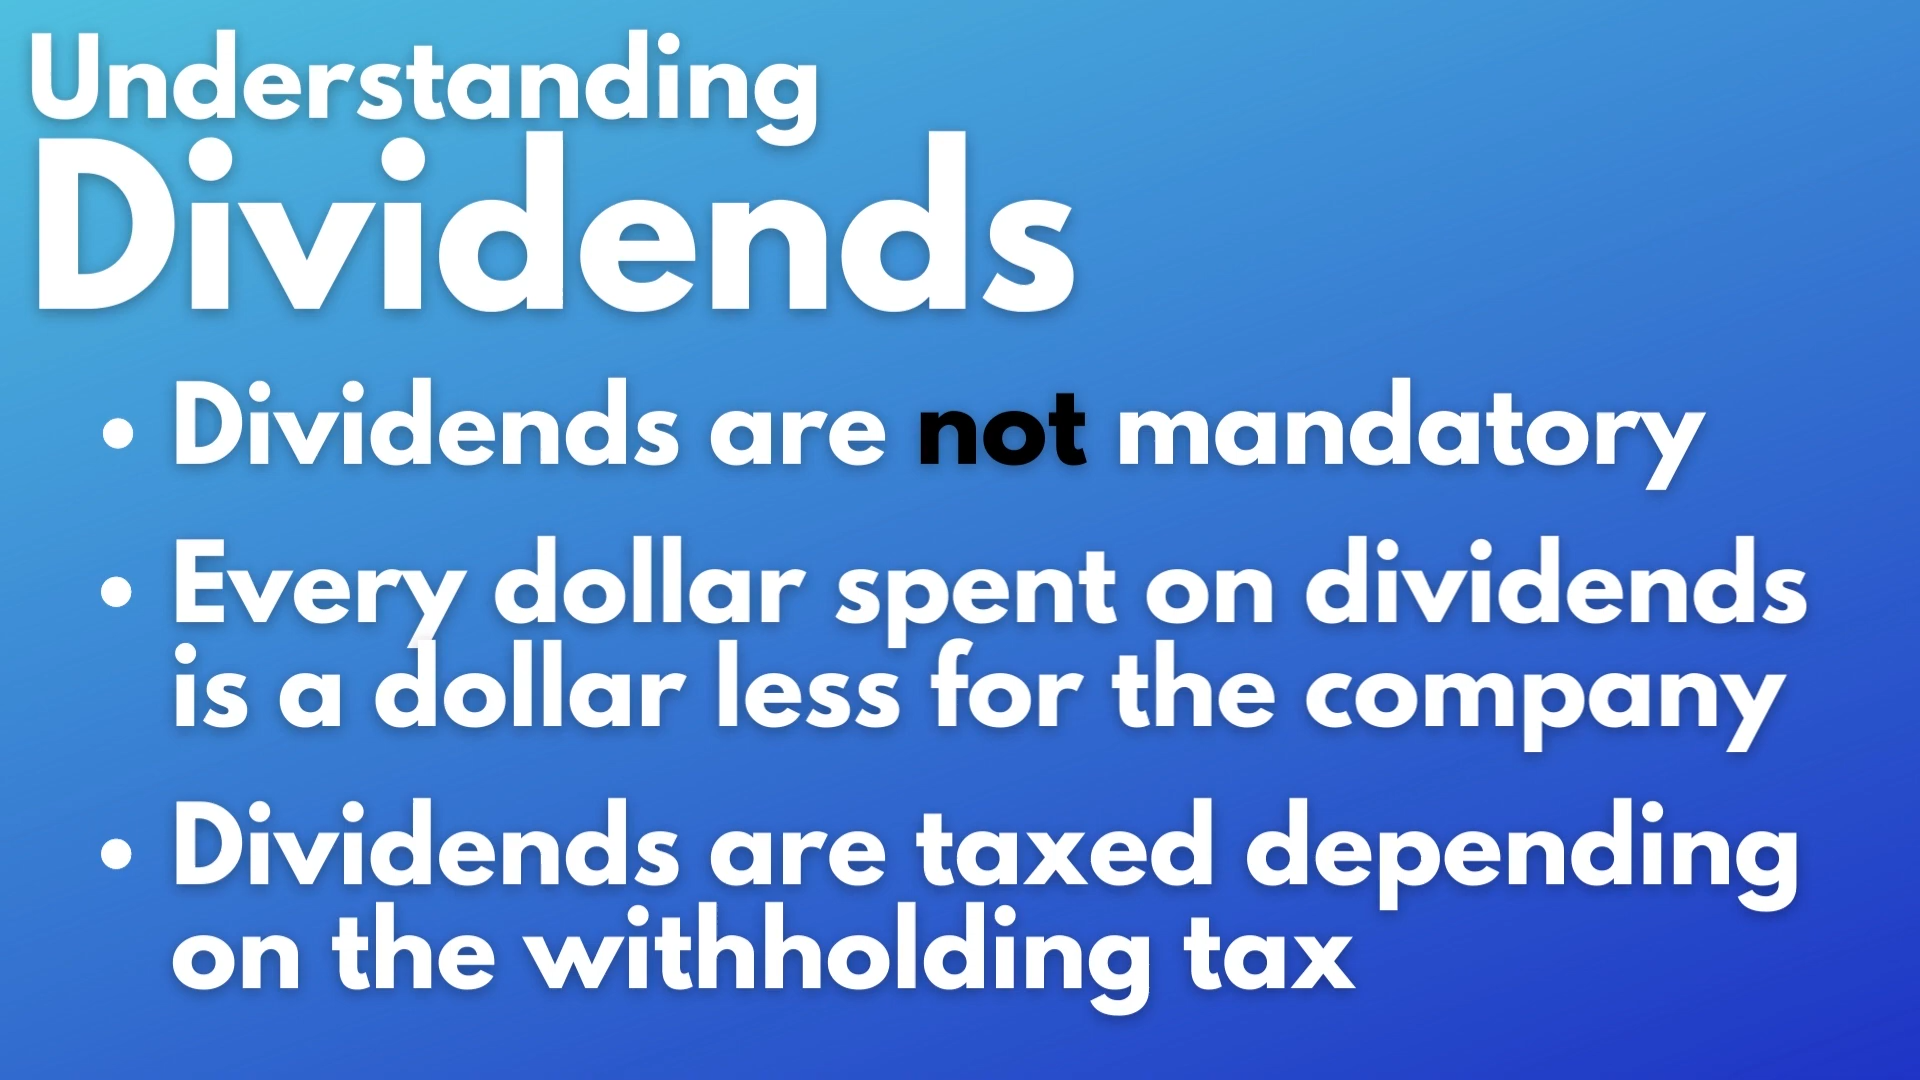 Understanding
Dividends
• Dividends are not mandatory
• Every dollar spent on dividends
is a dollar less for the company
• Dividends are taxed depending
on the withholding tax